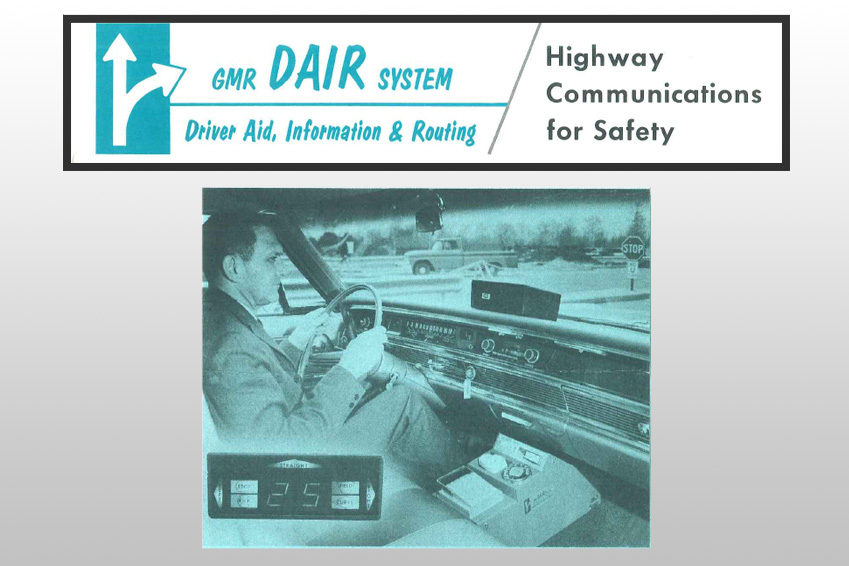 GMR DAIR SYSTEM
Driver Aid, Information & Routing
Highway
Communications
for Safety
STOP
STRAIGHT
25